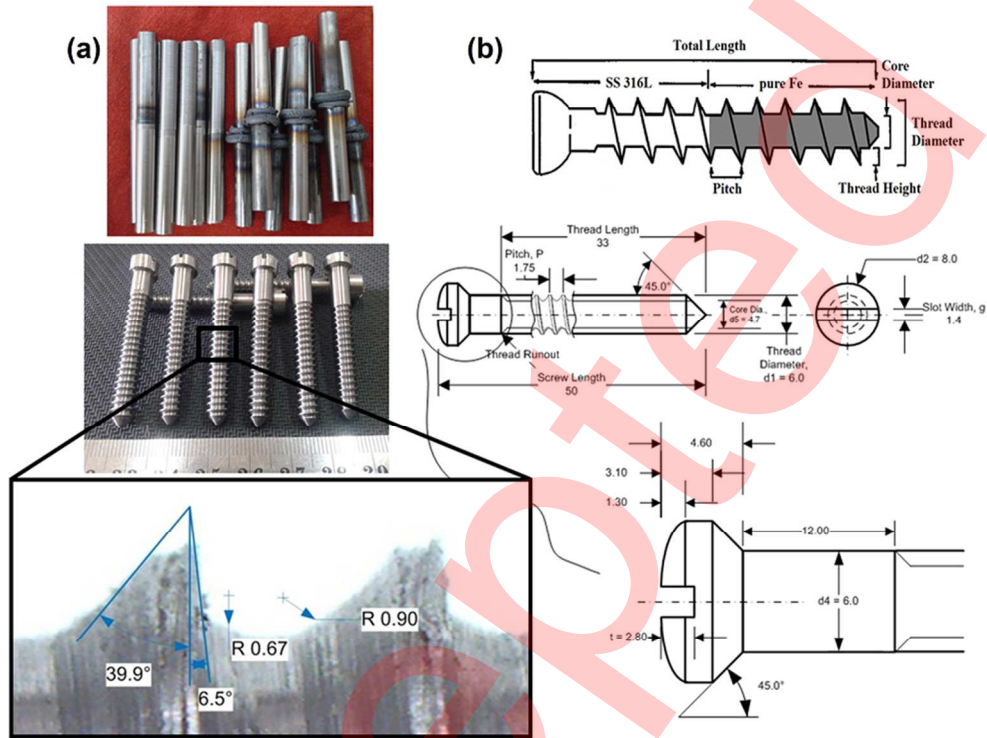 (a)
(b)
Total Length
SS 316L
pure Fe
Core
Diameter
Thread
Diameter
Pitch
Thread Height
Thread Length
33
Pitch, P
1.75
45.0°
Core Dia.,
d5 = 4.7
d2 = 8.0
Slot Width, g
1.4
Thread Runout
Thread
Diameter,
d1 = 6.0
Screw Length
50
4.60
3.10
1.30
12.00
d4 = 6.0
t = 2.80
45.0°
R 0.67
R 0.90
39.9°
6.5°